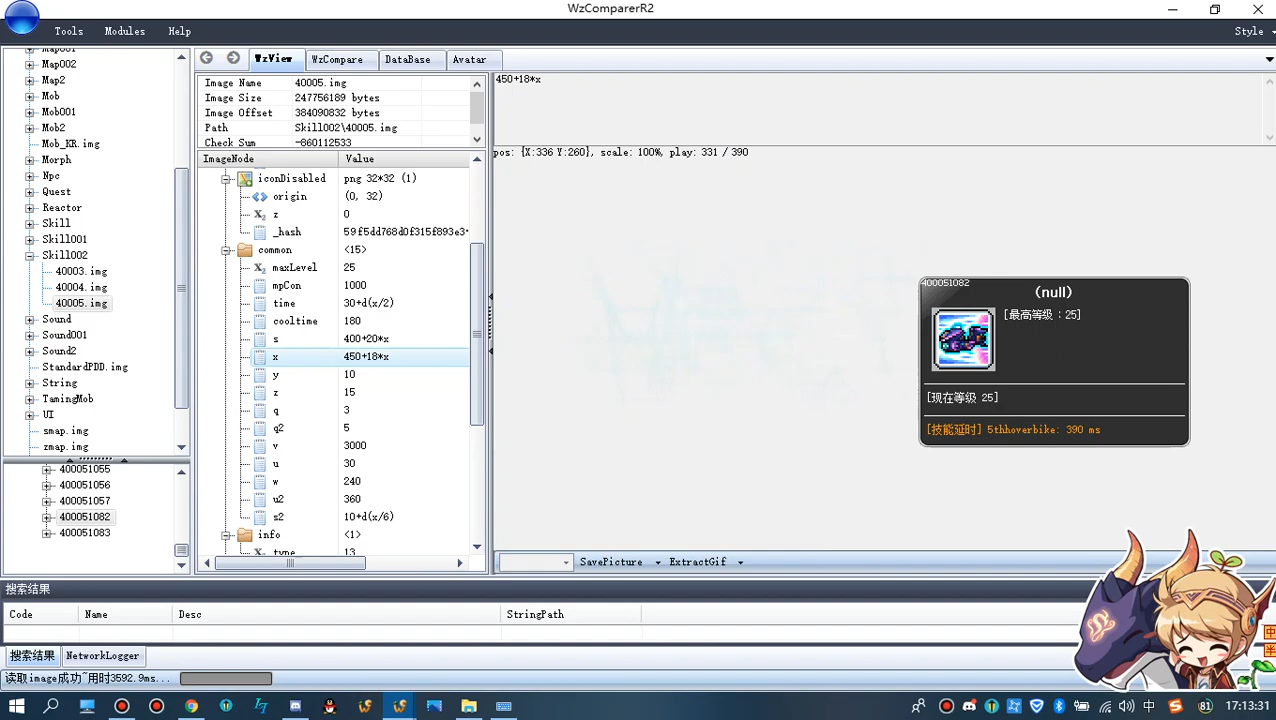 WzComparerR2
Tools Modules Help Style
Map001
Map002
Map2
Mob
Mob001
Mob2
Mob_KR.img
Morph
Npc
Quest
Reactor
Skill
Skill001
Skill002
40003.img
40004.img
40005.img
Sound
Sound001
Sound2
StandardPDD.img
String
TamingMob
UI
smap.img
zmap.img
400051055
400051056
400051057
400051082
400051083
WzView WzCompare DataBase Avatar
Image Name 40005.img
Image Size 247756189 bytes
Image Offset 384090832 bytes
Path Skill002\40005.img
Check Sum -860112533
ImageNode Value
iconDisabled png 32*32 (1)
origin (0, 32)
z 0
_hash 59f5dd768d0f315f893e3
common <15>
maxLevel 25
mpCon 1000
time 30+d(x/2)
cooltime 180
s 400+20*x
x 450+18*x
y 10
z 15
q 3
q2 5
v 3000
u 30
w 240
u2 360
s2 10+d(x/6)
info <1>
type 13
450+18*x
pos: {X:336 Y:260}, scale: 100%, play: 331 / 390
400051082
(null)
[最高等级：25]
[现在等级 25]
[技能延时] 5thhoverbike: 390 ms
SavePicture ExtractGif
搜索结果
Code Name Desc StringPath
搜索结果 NetworkLogger
读取image成功~用时3592.9ms...
中 81 17:13:31